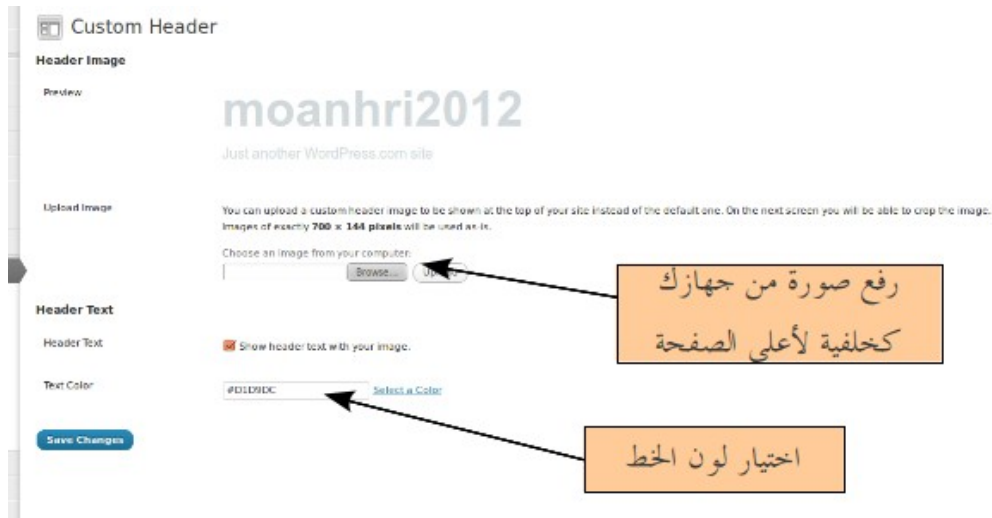 Custom Header
Header Image
Preview
moanhri2012
Just another WordPress.com site
Upload Image
You can upload a custom header image to be shown at the top of your site instead of the default one. On the next screen you will be able to crop the image.
Images of exactly 700 × 144 pixels will be used as-is.
Choose an image from your computer:
Browse...
رفع صورة من جهازك
كخلفية لأعلى الصفحة
Header Text
Header Text
Show header text with your image.
Text Color
#D1D9DC Select a Color
Save Changes
اختيار لون الخط